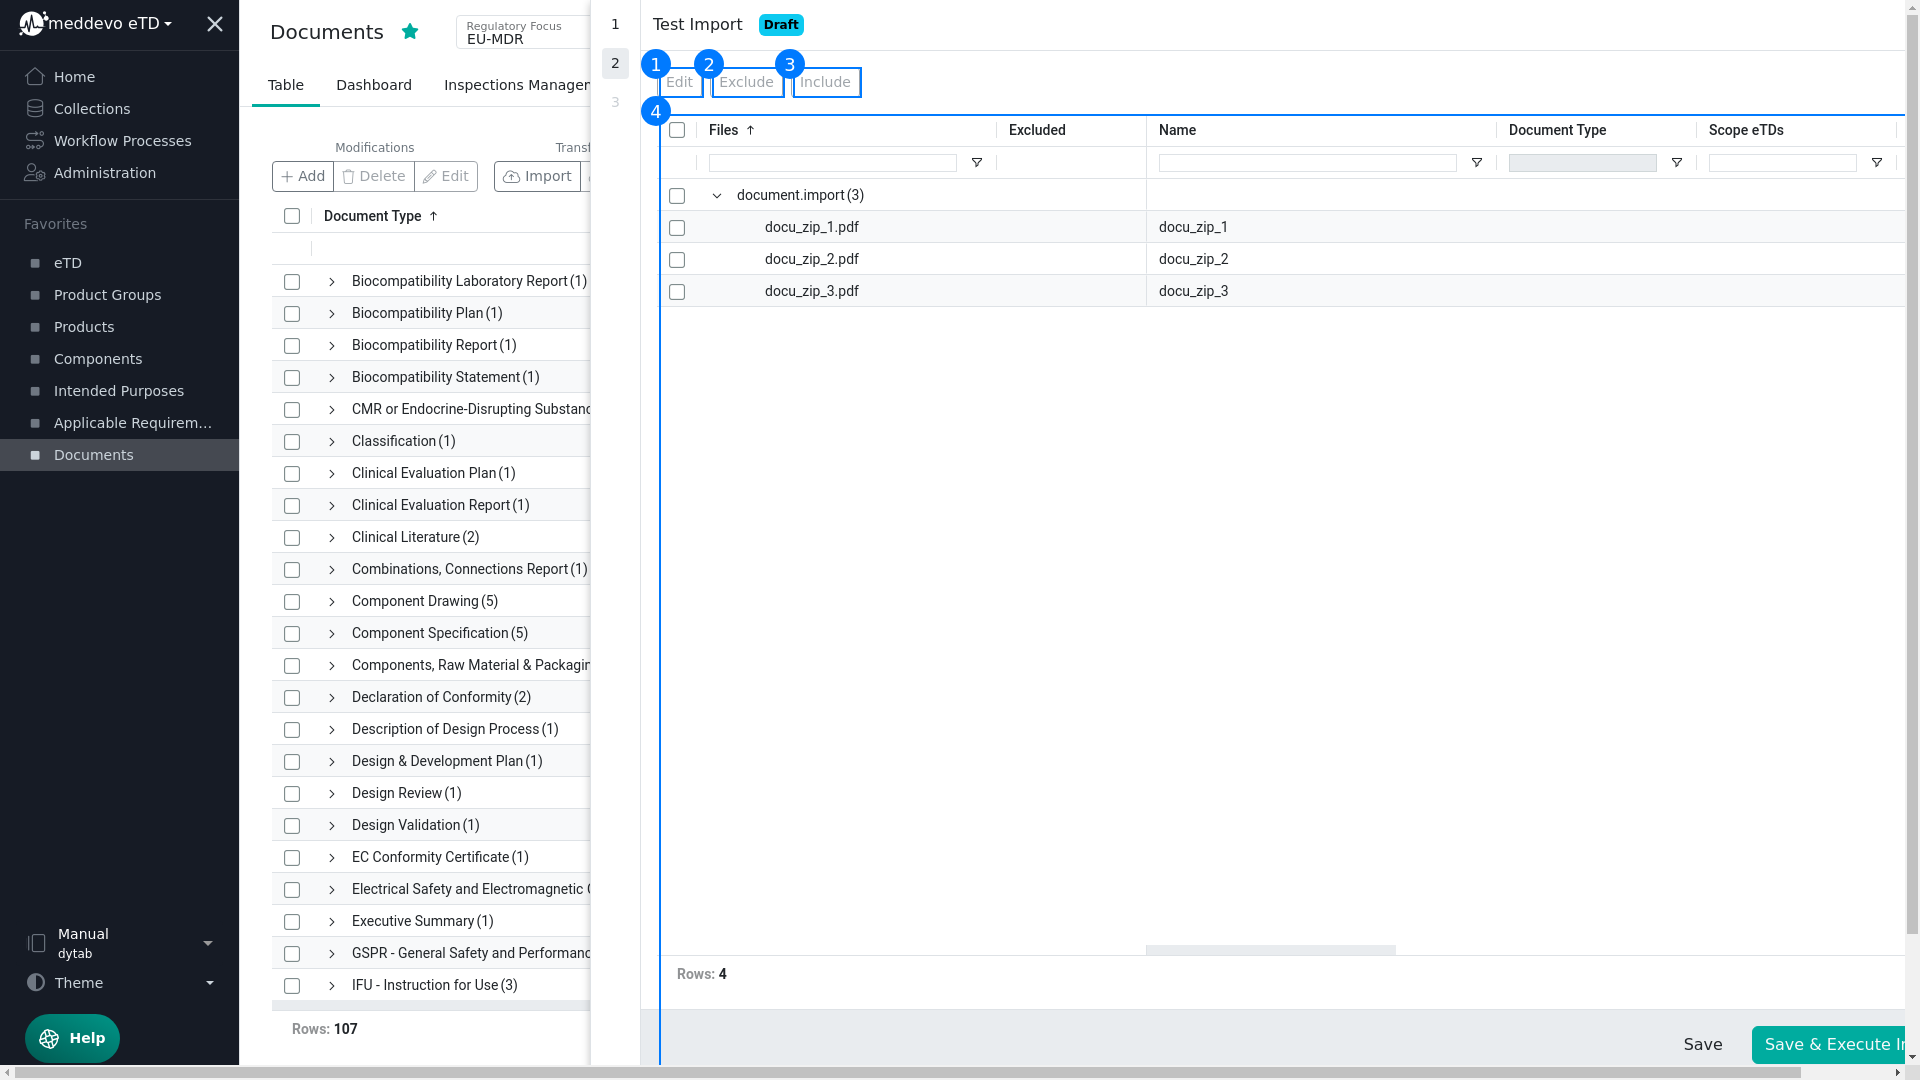 meddevo eTD
Home
Collections
Workflow Processes
Administration
Favorites
eTD
Product Groups
Products
Components
Intended Purposes
Applicable Requirem...
Documents
Manual
dytab
Theme
Help
Documents
Regulatory Focus
EU-MDR
Table
Dashboard
Inspections Manager
Modifications
Transf
Add
Delete
Edit
Import
Document Type
Biocompatibility Laboratory Report (1)
Biocompatibility Plan (1)
Biocompatibility Report (1)
Biocompatibility Statement (1)
CMR or Endocrine-Disrupting Substanc
Classification (1)
Clinical Evaluation Plan (1)
Clinical Evaluation Report (1)
Clinical Literature (2)
Combinations, Connections Report (1)
Component Drawing (5)
Component Specification (5)
Components, Raw Material & Packagin
Declaration of Conformity (2)
Description of Design Process (1)
Design & Development Plan (1)
Design Review (1)
Design Validation (1)
EC Conformity Certificate (1)
Electrical Safety and Electromagnetic
Executive Summary (1)
GSPR - General Safety and Performanc
IFU - Instruction for Use (3)
Rows: 107
1
2
3
Test Import
Draft
1
2
3
Edit
Exclude
Include
4
Files
Excluded
Name
Document Type
Scope eTDs
document.import (3)
docu_zip_1.pdf
docu_zip_1
docu_zip_2.pdf
docu_zip_2
docu_zip_3.pdf
docu_zip_3
Rows: 4
Save
Save & Execute I